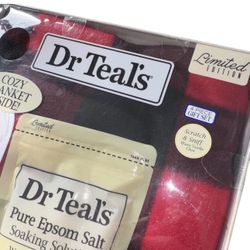 Limited
EDITION
Dr Teal's®
COZY
BLANKET
INSIDE!
GIFT SET!
Scratch
& Sniff
Limited
EDITION
Dr Teal's®
Pure Epsom Salt
Soaking Solution